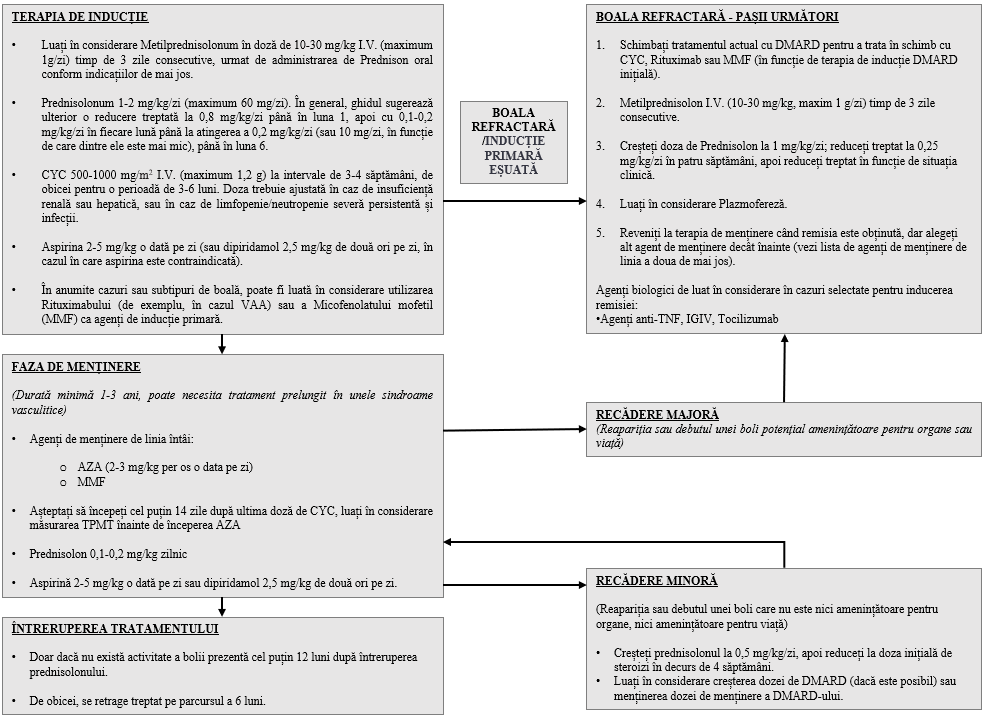 TERAPIA DE INDUCȚIE
• Luați în considerare Metilprednisolonum în doză de 10-30 mg/kg I.V. (maximum
1g/zi) timp de 3 zile consecutive, urmat de administrarea de Prednison oral
conform indicațiilor de mai jos.
• Prednisolonum 1-2 mg/kg/zi (maximum 60 mg/zi). În general, ghidul sugerează
ulterior o reducere treptată la 0,8 mg/kg/zi până în luna 1, apoi cu 0,1-0,2
mg/kg/zi în fiecare lună până la atingerea a 0,2 mg/kg/zi (sau 10 mg/zi, în funcție
de care dintre ele este mai mic), până în luna 6.
• CYC 500-1000 mg/m² I.V. (maximum 1,2 g) la intervale de 3-4 săptămâni, de
obicei pentru o perioadă de 3-6 luni. Doza trebuie ajustată în caz de insuficiență
renală sau hepatică, sau în caz de limfopenie/neutropenie severă persistentă și
infecții.
• Aspirina 2-5 mg/kg o dată pe zi (sau dipiridamol 2,5 mg/kg de două ori pe zi, în
cazul în care aspirina este contraindicată).
• În anumite cazuri sau subtipuri de boală, poate fi luată în considerare utilizarea
Rituximabului (de exemplu, în cazul VAA) sau a Micofenolatului mofetil
(MMF) ca agenți de inducție primară.
BOALA
REFRACTARĂ
/INDUCȚIE
PRIMARĂ
EȘUATĂ
BOALA REFRACTARĂ - PAȘII URMĂTORI
1. Schimbați tratamentul actual cu DMARD pentru a trata în schimb cu
CYC, Rituximab sau MMF (în funcție de terapia de inducție DMARD
inițială).
2. Metilprednisolon I.V. (10-30 mg/kg, maxim 1 g/zi) timp de 3 zile
consecutive.
3. Creșteți doza de Prednisolon la 1 mg/kg/zi; reduceți treptat la 0,25
mg/kg/zi în patru săptămâni, apoi reduceți treptat în funcție de situația
clinică.
4. Luați în considerare Plazmofereză.
5. Reveniți la terapia de menținere când remisia este obținută, dar alegeți
alt agent de menținere decât înainte (vezi lista de agenți de menținere de
linia a doua de mai jos).
Agenți biologic de luat în considerare în cazuri selectate pentru inducerea
remisiei:
•Agenți anti-TNF, IGIV, Tocilizumab
FAZA DE MENȚINERE
(Durată minimă 1-3 ani, poate necesita tratament prelungit în unele sindroame
vasculitice)
• Agenți de menținere de linia întâi:
o AZA (2-3 mg/kg per os o data pe zi)
o MMF
• Așteptați să începeți cel puțin 14 zile după ultima doză de CYC, luați în considerare
măsurarea TPMT înainte de începerea AZA
• Prednisolon 0,1-0,2 mg/kg zilnic
• Aspirină 2-5 mg/kg o dată pe zi sau dipiridamol 2,5 mg/kg de două ori pe zi.
RECĂDERE MAJORĂ
(Reapariția sau debutul unei boli potențial amenințătoare pentru organe sau
viață)
RECĂDERE MINORĂ
(Reapariția sau debutul unei boli care nu este nici amenințătoare pentru
organe, nici amenințătoare pentru viață)
• Creșteți prednisolonul la 0,5 mg/kg/zi, apoi reduceți la doza inițială de
steroizi în decurs de 4 săptămâni.
• Luați în considerare creșterea dozei de DMARD (dacă este posibil) sau
menținerea dozei de menținere a DMARD-ului.
ÎNTRERUPEREA TRATAMENTULUI
• Doar dacă nu există activitate a bolii prezentă cel puțin 12 luni după întreruperea
prednisolonului.
• De obicei, se retrage treptat pe parcursul a 6 luni.